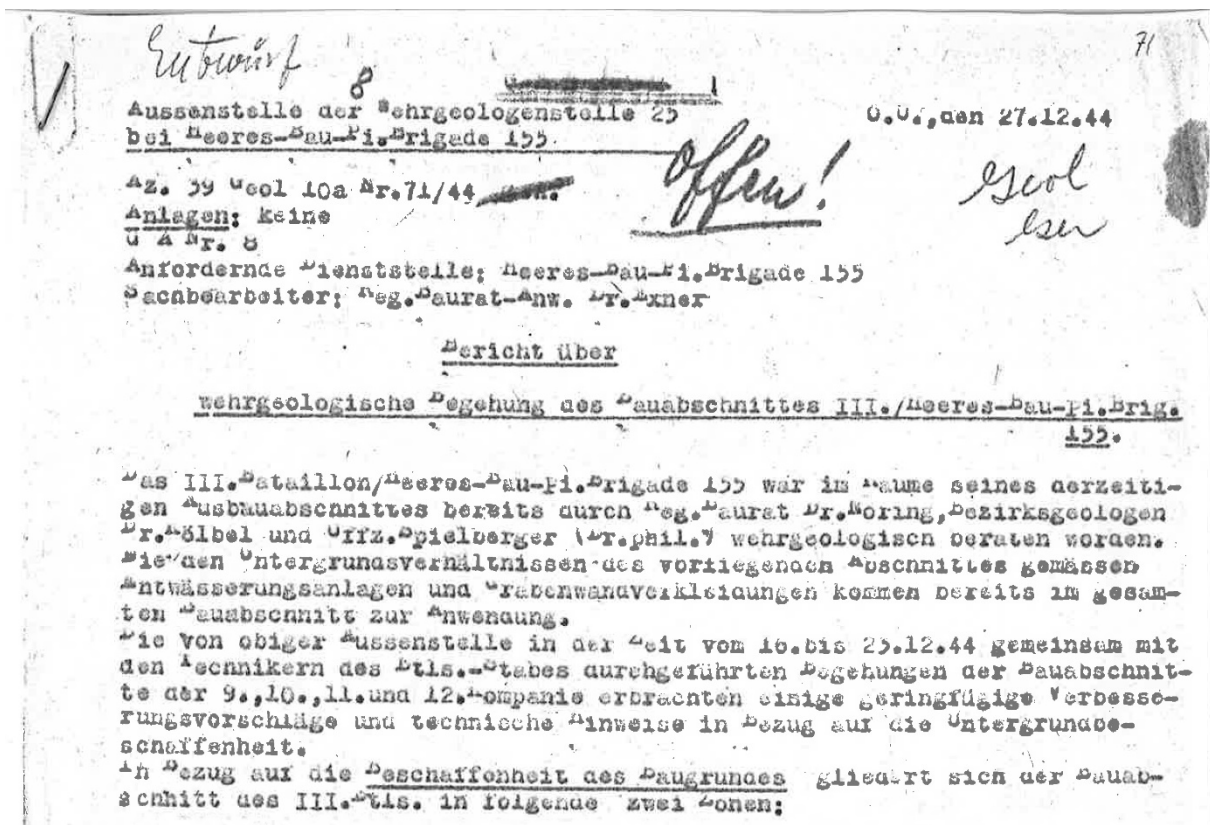 71
Entwurf
8
Aussenstelle der Wehrgeologenstelle 25
O.U., den 27.12.44
bei Heeres-Bau-Pi.Brigade 155.
offen!
Az. 39 Geol 10a Nr.71/44
Geol
Anlagen: keine
G A Nr. 8
Anfordernde Dienststelle: Heeres-Bau-Pi.Brigade 155
Sachbearbeiter: Reg.Baurat-Anw. Dr.Exner
Bericht über
wehrgeologische Begehung des Bauabschnittes III./Heeres-Bau-Pi.Brig.
155.
Das III.Bataillon/Heeres-Bau-Pi.Brigade 155 war im Raume seines derzeiti-
gen Ausbauabschnittes bereits durch Reg.Baurat Dr.Moring, Bezirksgeologen
Dr.Kölbel und Uffz.Spielberger (Dr.phil.) wehrgeologisch beraten worden.
Die den Untergrundsverhältnissen des vorliegenden Abschnittes gemässen
Entwässerungsanlagen und Grabenwandverkleidungen kommen bereits im gesam-
ten Bauabschnitt zur Anwendung.
Die von obiger Aussenstelle in der Zeit vom 16.bis 23.12.44 gemeinsam mit
den Technikern des Btls.-Stabes durchgeführten Begehungen der Bauabschnit-
te der 9.,10.,11.und 12.Kompanie erbrachten einige geringfügige Verbesse-
rungsvorschläge und technische Hinweise in Bezug auf die Untergrundbe-
schaffenheit.
In Bezug auf die Beschaffenheit des Baugrundes gliedert sich der Bauab-
schhitt des III.Btls. in folgende zwei Zonen: